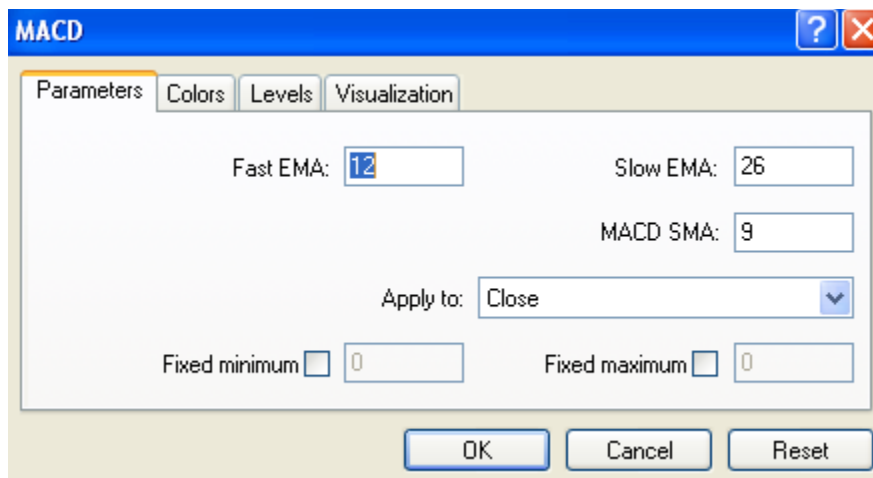 MACD
Parameters Colors Levels Visualization
Fast EMA: 12 Slow EMA: 26
MACD SMA: 9
Apply to: Close
Fixed minimum 0 Fixed maximum 0
OK Cancel Reset